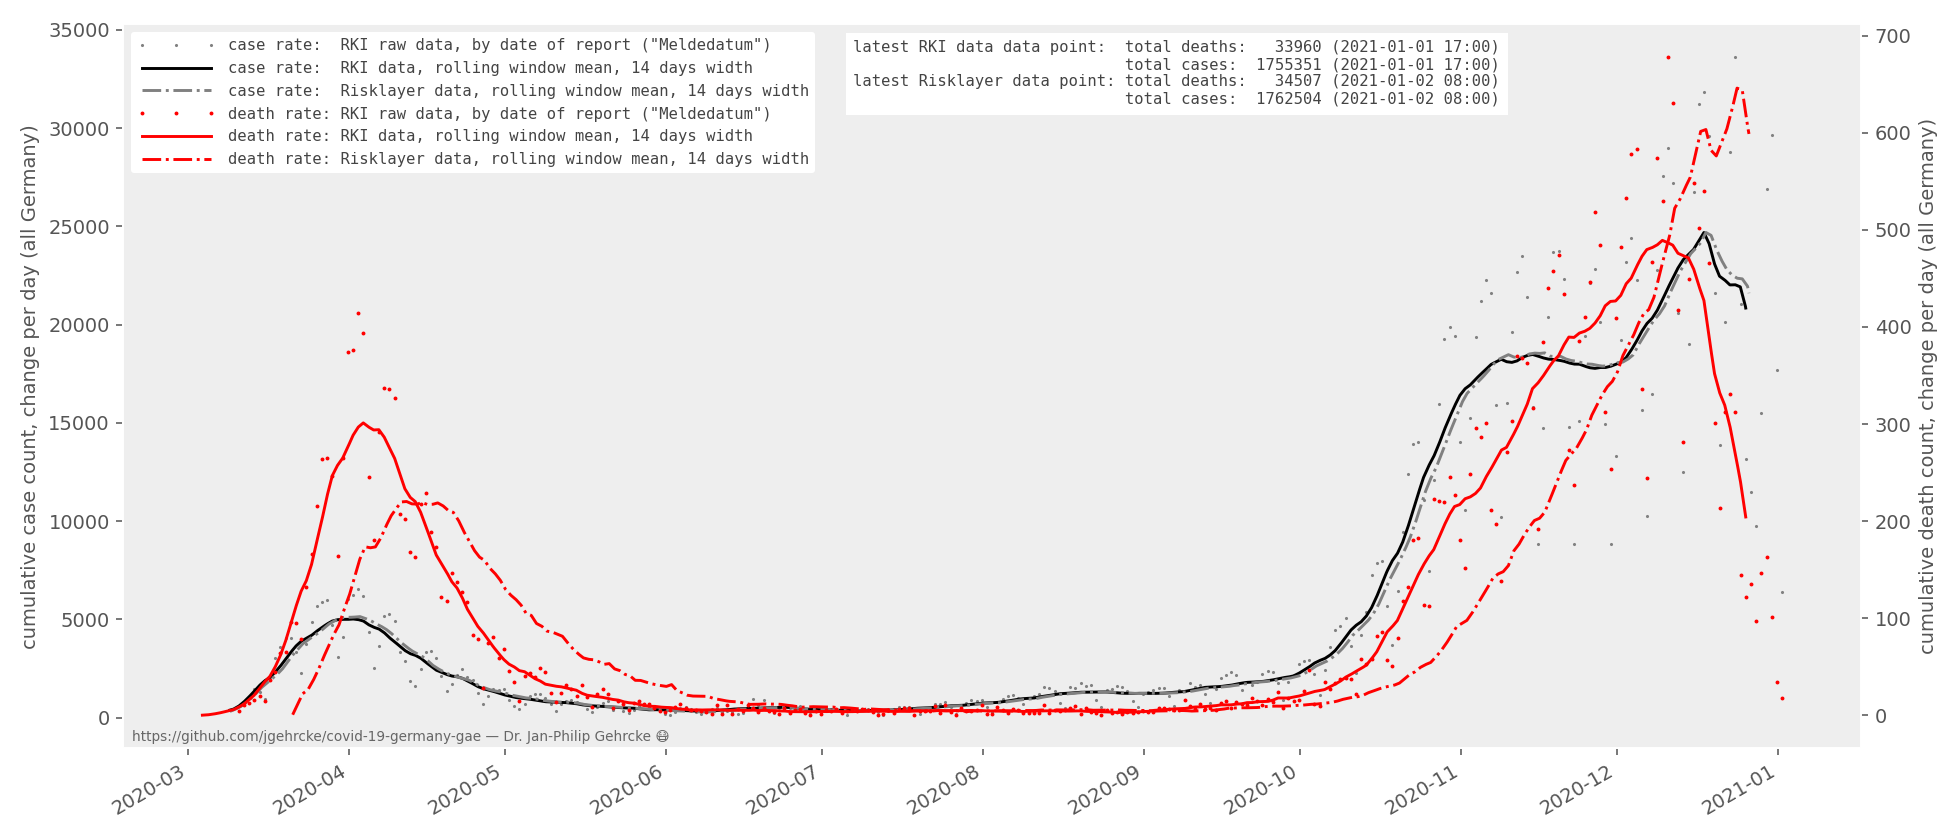 35000
30000
25000
20000
15000
10000
5000
0
cumulative case count, change per day (all Germany)
case rate:  RKI raw data, by date of report ("Meldedatum")
case rate:  RKI data, rolling window mean, 14 days width
case rate:  Risklayer data, rolling window mean, 14 days width
death rate: RKI raw data, by date of report ("Meldedatum")
death rate: RKI data, rolling window mean, 14 days width
death rate: Risklayer data, rolling window mean, 14 days width
latest RKI data data point:  total deaths:   33960 (2021-01-01 17:00)
total cases:  1755351 (2021-01-01 17:00)
latest Risklayer data point: total deaths:   34507 (2021-01-02 08:00)
total cases:  1762504 (2021-01-02 08:00)
700
600
500
400
300
200
100
0
cumulative death count, change per day (all Germany)
https://github.com/jgehrcke/covid-19-germany-gae — Dr. Jan-Philip Gehrcke 😷
2020-03
2020-04
2020-05
2020-06
2020-07
2020-08
2020-09
2020-10
2020-11
2020-12
2021-01